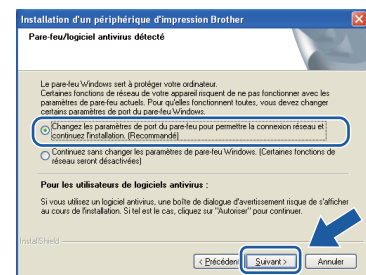 Installation d'un périphérique d'impression Brother
Pare-feu/logiciel antivirus détecté
Le pare-feu Windows sert à protéger votre ordinateur.
Certaines fonctions de réseau de votre appareil risquent de ne pas fonctionner avec les
paramètres de pare-feu actuels. Pour qu'elles fonctionnent toutes, vous devez changer
certains paramètres de port du pare-feu Windows.
Changez les paramètres de port du pare-feu pour permettre la connexion réseau et
continuez l'installation. (Recommandé)
Continuez sans changer les paramètres de pare-feu Windows. (Certaines fonctions de
réseau seront désactivées)
Pour les utilisateurs de logiciels antivirus :
Si vous utilisez un logiciel antivirus, une boîte de dialogue d'avertissement risque de s'afficher
au cours de l'installation. Si tel est le cas, cliquez sur "Autoriser" pour continuer.
InstallShield
< Précédent
Suivant >
Annuler